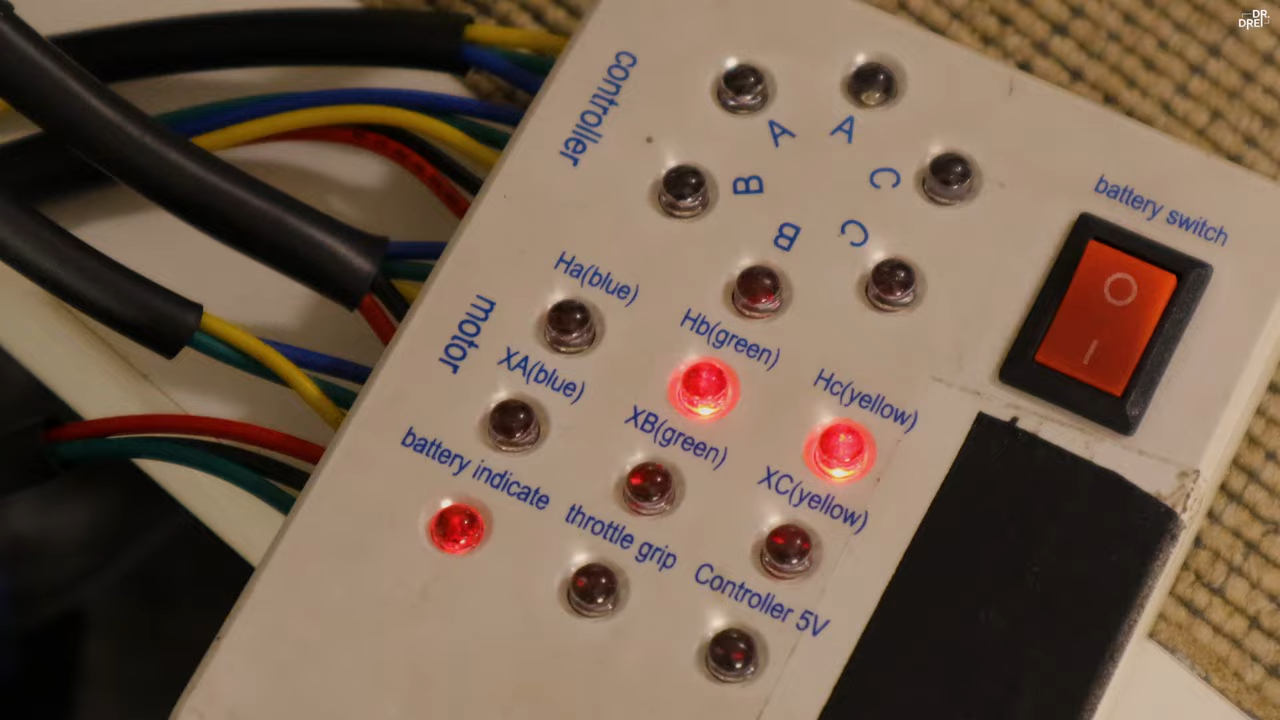 DR.
DREI
controller
A
A
B
C
B
C
battery switch
Ha(blue)
Hb(green)
Hc(yellow)
motor
XA(blue)
XB(green)
XC(yellow)
battery indicate
throttle grip
Controller 5V